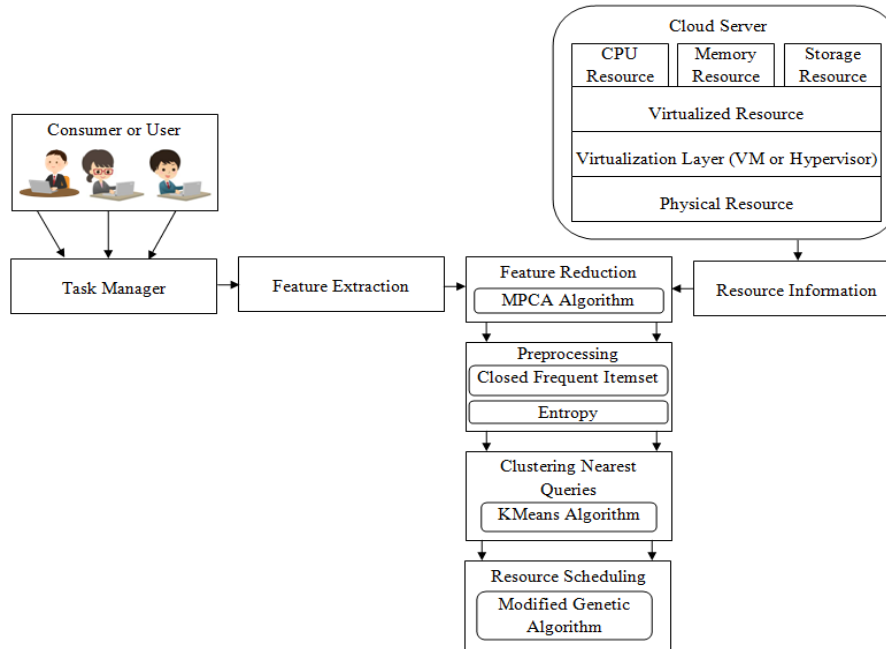 Cloud Server
CPU
Resource
Memory
Resource
Storage
Resource
Virtualized Resource
Virtualization Layer (VM or Hypervisor)
Physical Resource
Consumer or User
Task Manager
Feature Extraction
Feature Reduction
MPCA Algorithm
Resource Information
Preprocessing
Closed Frequent Itemset
Entropy
Clustering Nearest
Queries
KMeans Algorithm
Resource Scheduling
Modified Genetic
Algorithm